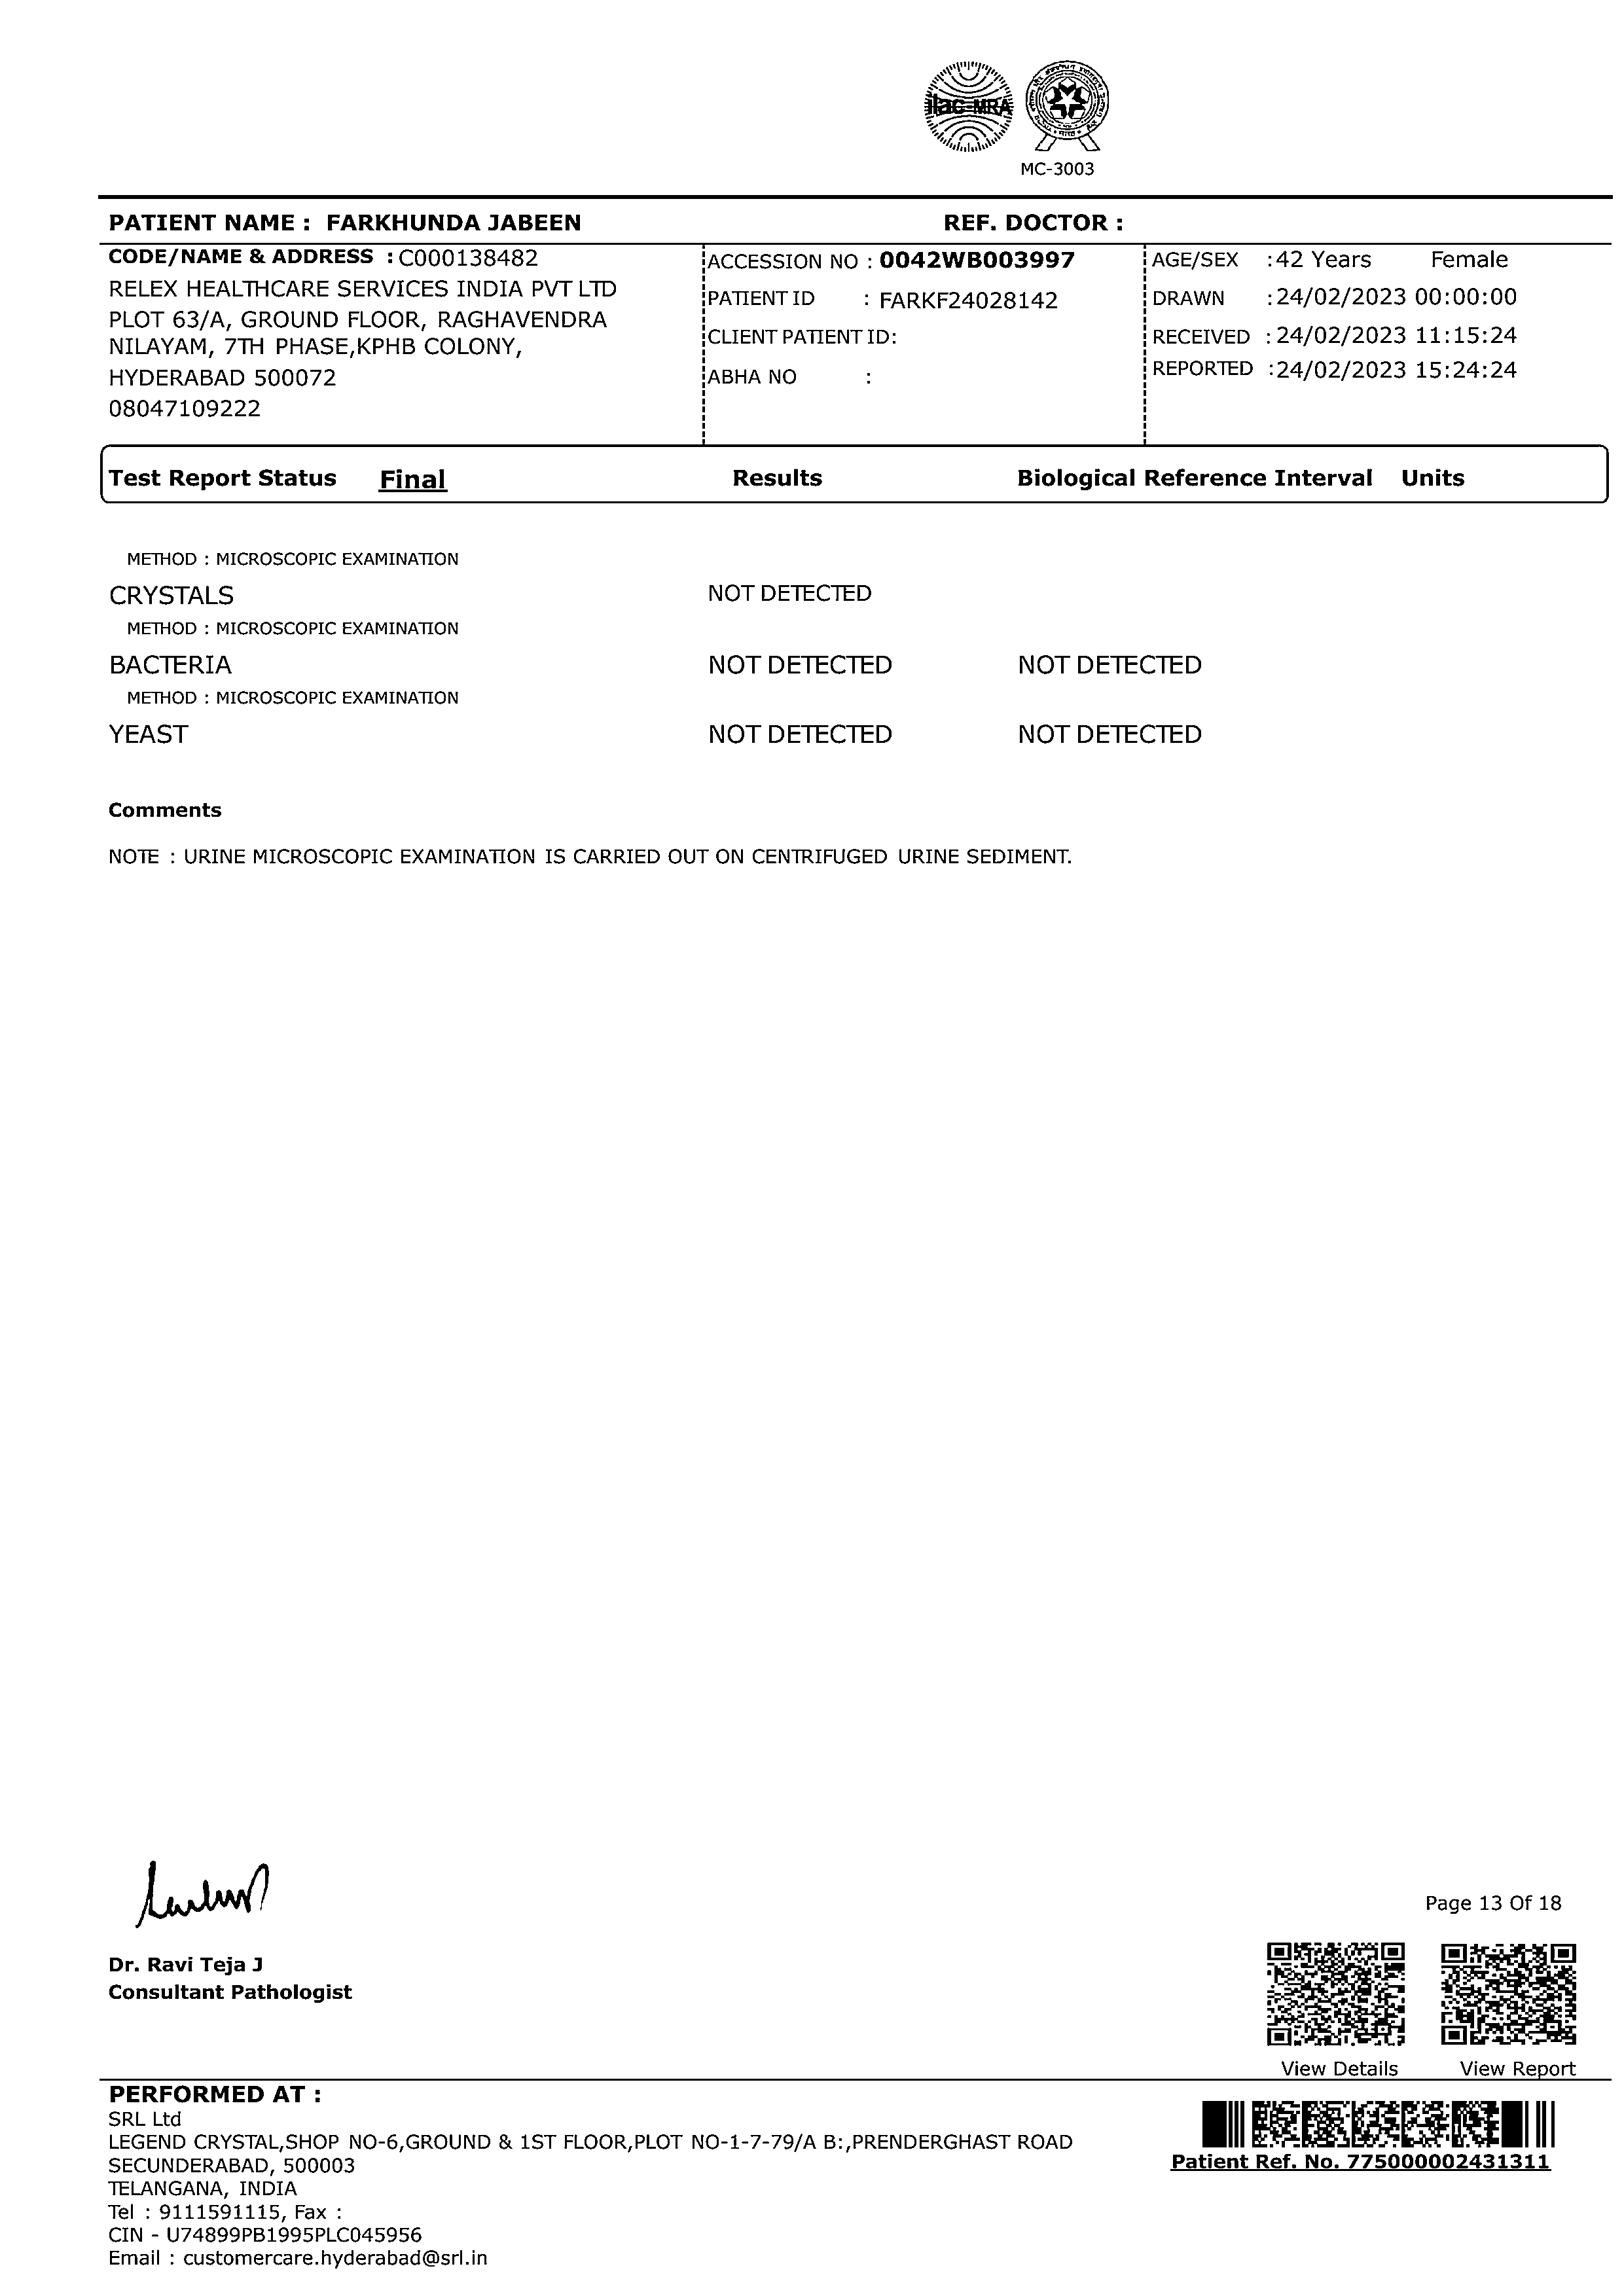 ilac-MRA
MC-3003
PATIENT NAME : FARKHUNDA JABEEN REF. DOCTOR :
CODE/NAME & ADDRESS : C000138482
RELEX HEALTHCARE SERVICES INDIA PVT LTD
PLOT 63/A, GROUND FLOOR, RAGHAVENDRA
NILAYAM, 7TH PHASE,KPHB COLONY,
HYDERABAD 500072
08047109222
ACCESSION NO : 0042WB003997
PATIENT ID : FARKF24028142
CLIENT PATIENT ID:
ABHA NO :
AGE/SEX :42 Years Female
DRAWN :24/02/2023 00:00:00
RECEIVED :24/02/2023 11:15:24
REPORTED :24/02/2023 15:24:24
Test Report Status Final Results Biological Reference Interval Units
METHOD : MICROSCOPIC EXAMINATION
CRYSTALS NOT DETECTED
METHOD : MICROSCOPIC EXAMINATION
BACTERIA NOT DETECTED NOT DETECTED
METHOD : MICROSCOPIC EXAMINATION
YEAST NOT DETECTED NOT DETECTED
Comments
NOTE : URINE MICROSCOPIC EXAMINATION IS CARRIED OUT ON CENTRIFUGED URINE SEDIMENT.
Page 13 Of 18
Dr. Ravi Teja J
Consultant Pathologist
View Details View Report
PERFORMED AT :
SRL Ltd
LEGEND CRYSTAL,SHOP NO-6,GROUND & 1ST FLOOR,PLOT NO-1-7-79/A B:,PRENDERGHAST ROAD
SECUNDERABAD, 500003
TELANGANA, INDIA
Tel : 9111591115, Fax :
CIN - U74899PB1995PLC045956
Email : customercare.hyderabad@srl.in
Patient Ref. No. 775000002431311